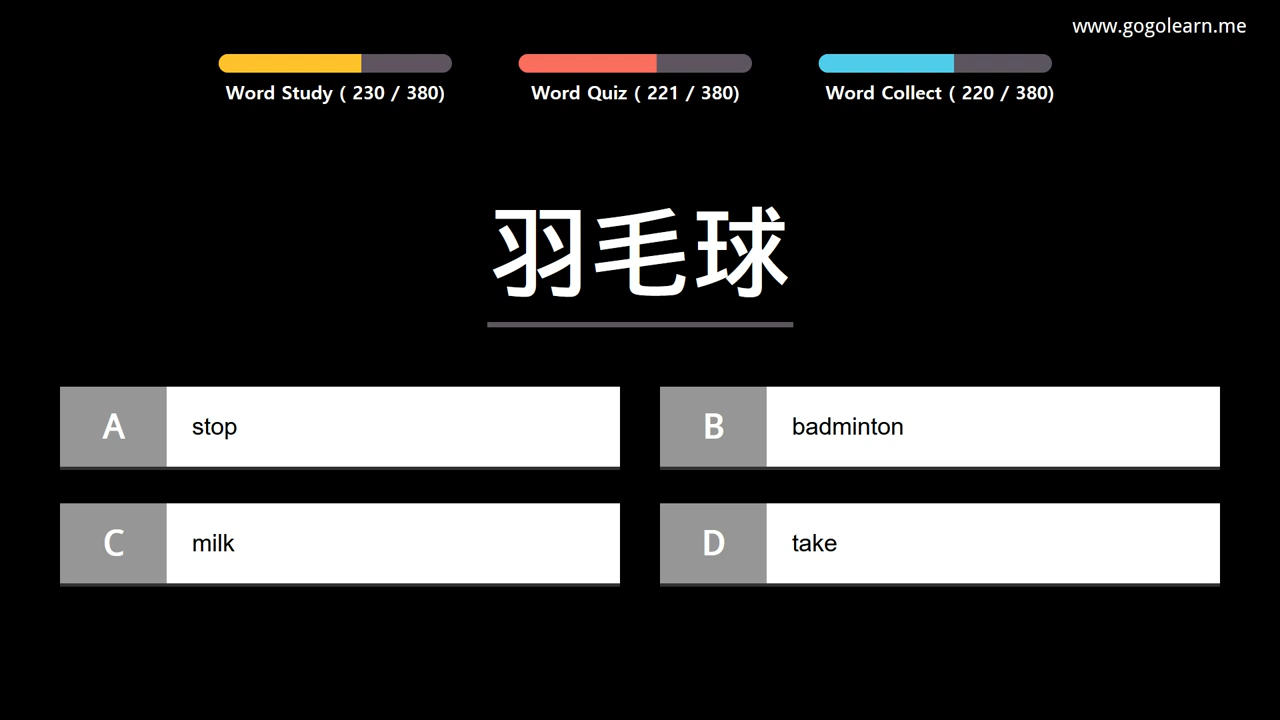 www.gogolearn.me
Word Study ( 230 / 380)
Word Quiz ( 221 / 380)
Word Collect ( 220 / 380)
羽毛球
A stop
B badminton
C milk
D take